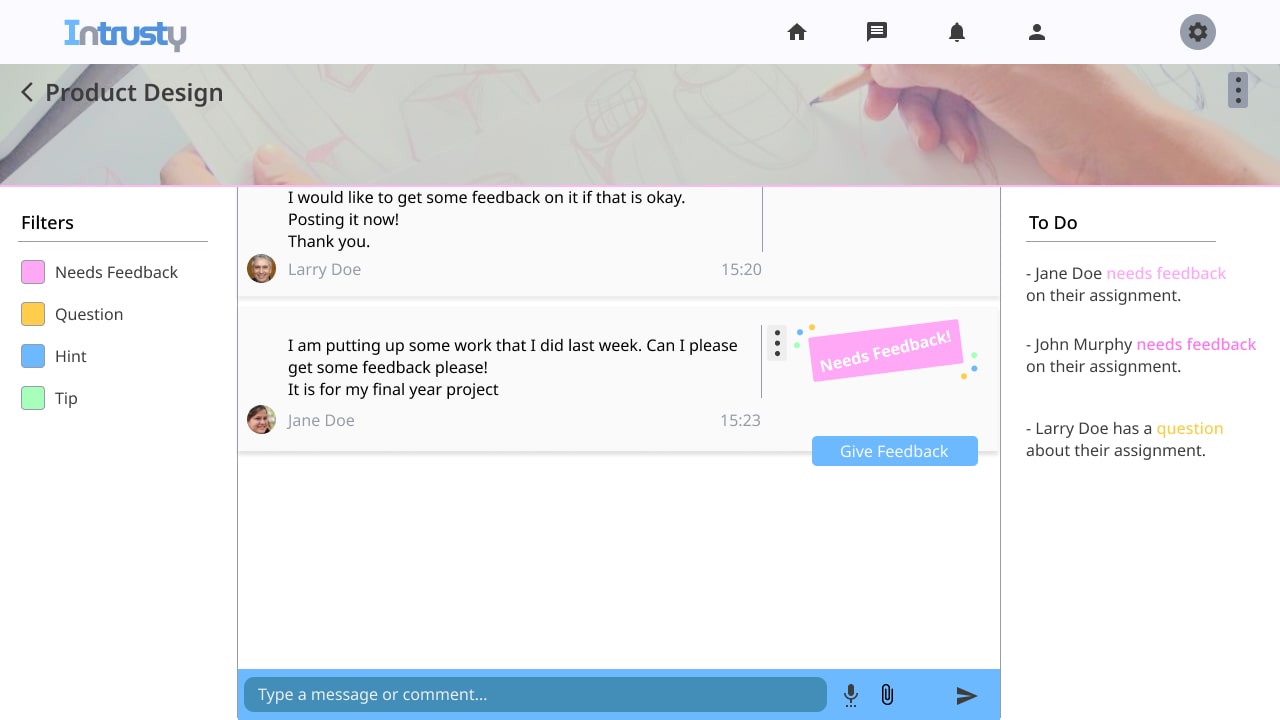 Intrusty
Product Design
Filters
Needs Feedback
Question
Hint
Tip
I would like to get some feedback on it if that is okay.
Posting it now!
Thank you.
Larry Doe 15:20
I am putting up some work that I did last week. Can I please
get some feedback please!
It is for my final year project
Jane Doe 15:23
Needs Feedback!
Give Feedback
Type a message or comment...
To Do
- Jane Doe needs feedback
on their assignment.
- John Murphy needs feedback
on their assignment.
- Larry Doe has a question
about their assignment.